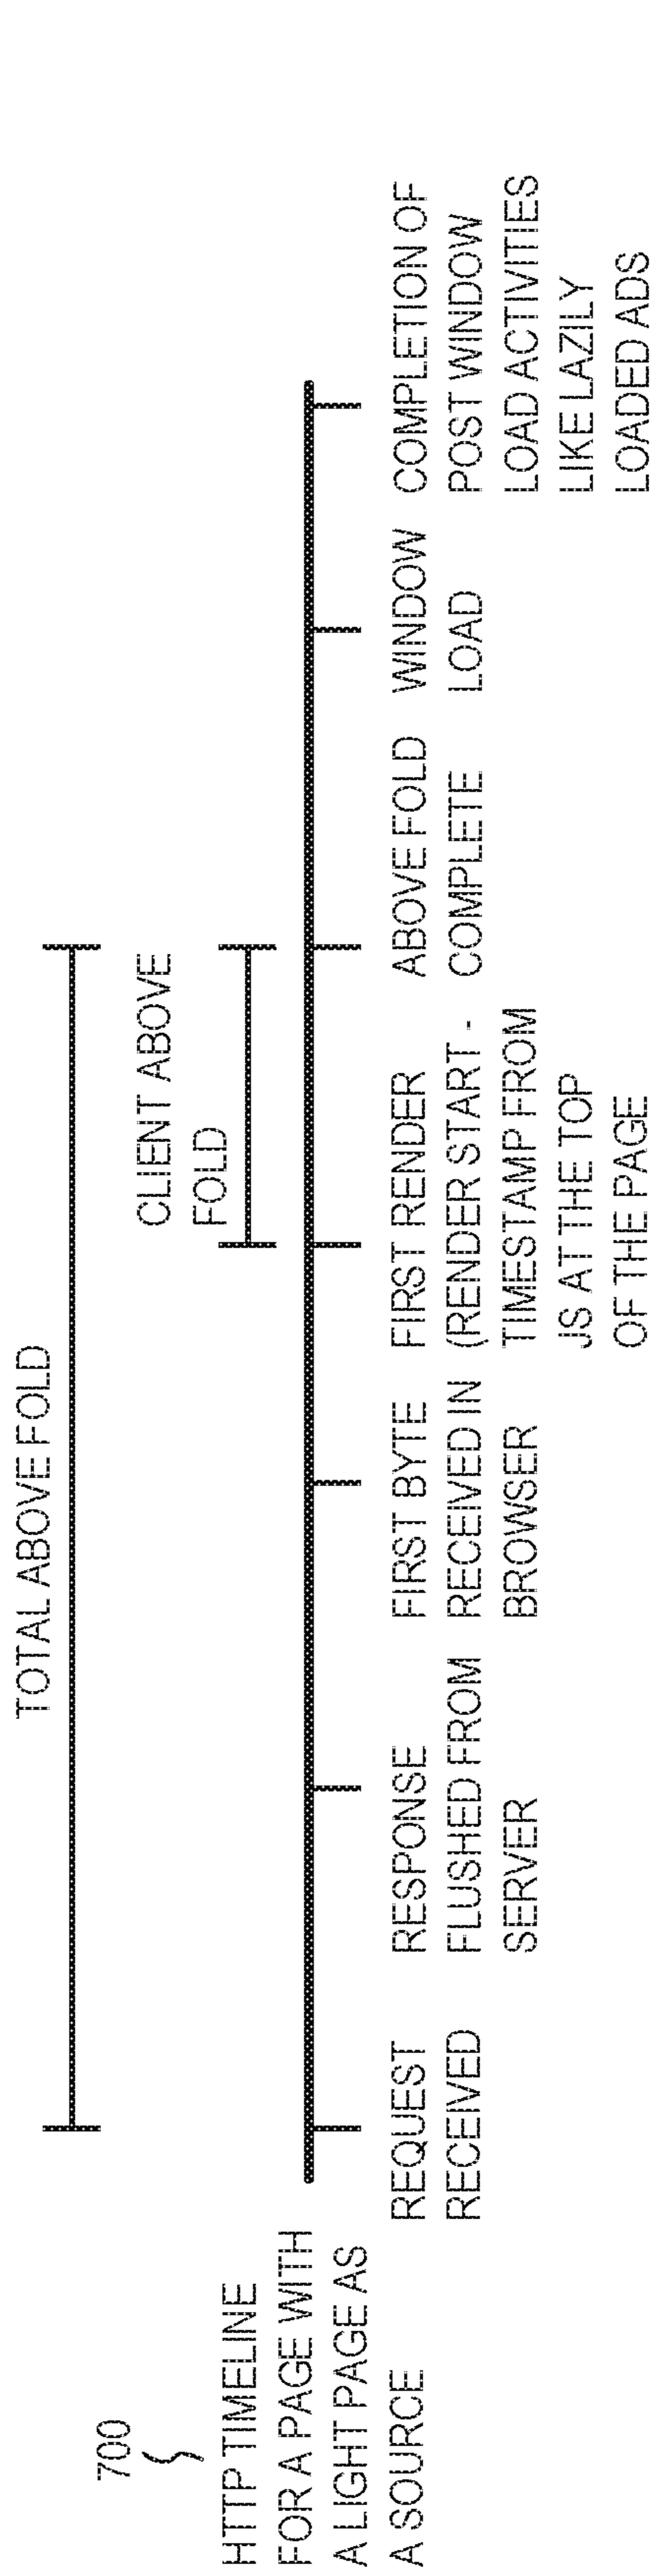 700
HTTP TIMELINE
FOR A PAGE WITH
A LIGHT PAGE AS
A SOURCE
TOTAL ABOVE FOLD
CLIENT ABOVE
FOLD
REQUEST
RECEIVED
RESPONSE
FLUSHED FROM
SERVER
FIRST BYTE
RECEIVED IN
BROWSER
FIRST RENDER
(RENDER START -
TIMESTAMP FROM
JS AT THE TOP
OF THE PAGE
ABOVE FOLD
COMPLETE
WINDOW
LOAD
COMPLETION OF
POST WINDOW
LOAD ACTIVITIES
LIKE LAZILY
LOADED ADS